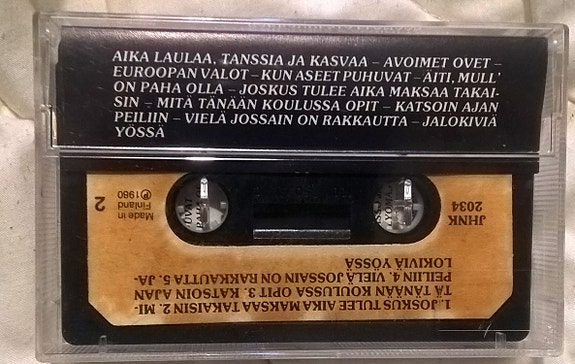 AIKA LAULAA, TANSSIA JA KASVAA – AVOIMET OVET –
EUROOPAN VALOT – KUN ASEET PUHUVAT – ÄITI, MULL'
ON PAHA OLLA – JOSKUS TULEE AIKA MAKSAA TAKAI-
SIN – MITÄ TÄNÄÄN KOULUSSA OPIT – KATSOIN AJAN
PEILIIN – VIELÄ JOSSAIN ON RAKKAUTTA – JALOKIVIÄ
YÖSSÄ
1. JOSKUS TULEE AIKA MAKSAA TAKAISIN 2. MI-
TÄ TÄNÄÄN KOULUSSA OPIT 3. KATSOIN AJAN
PEILIIN 4. VIELÄ JOSSAIN ON RAKKAUTTA 5. JA-
LOKIVIÄ YÖSSÄ
JHNK
2034
Made in
Finland
Ⓟ1980
2